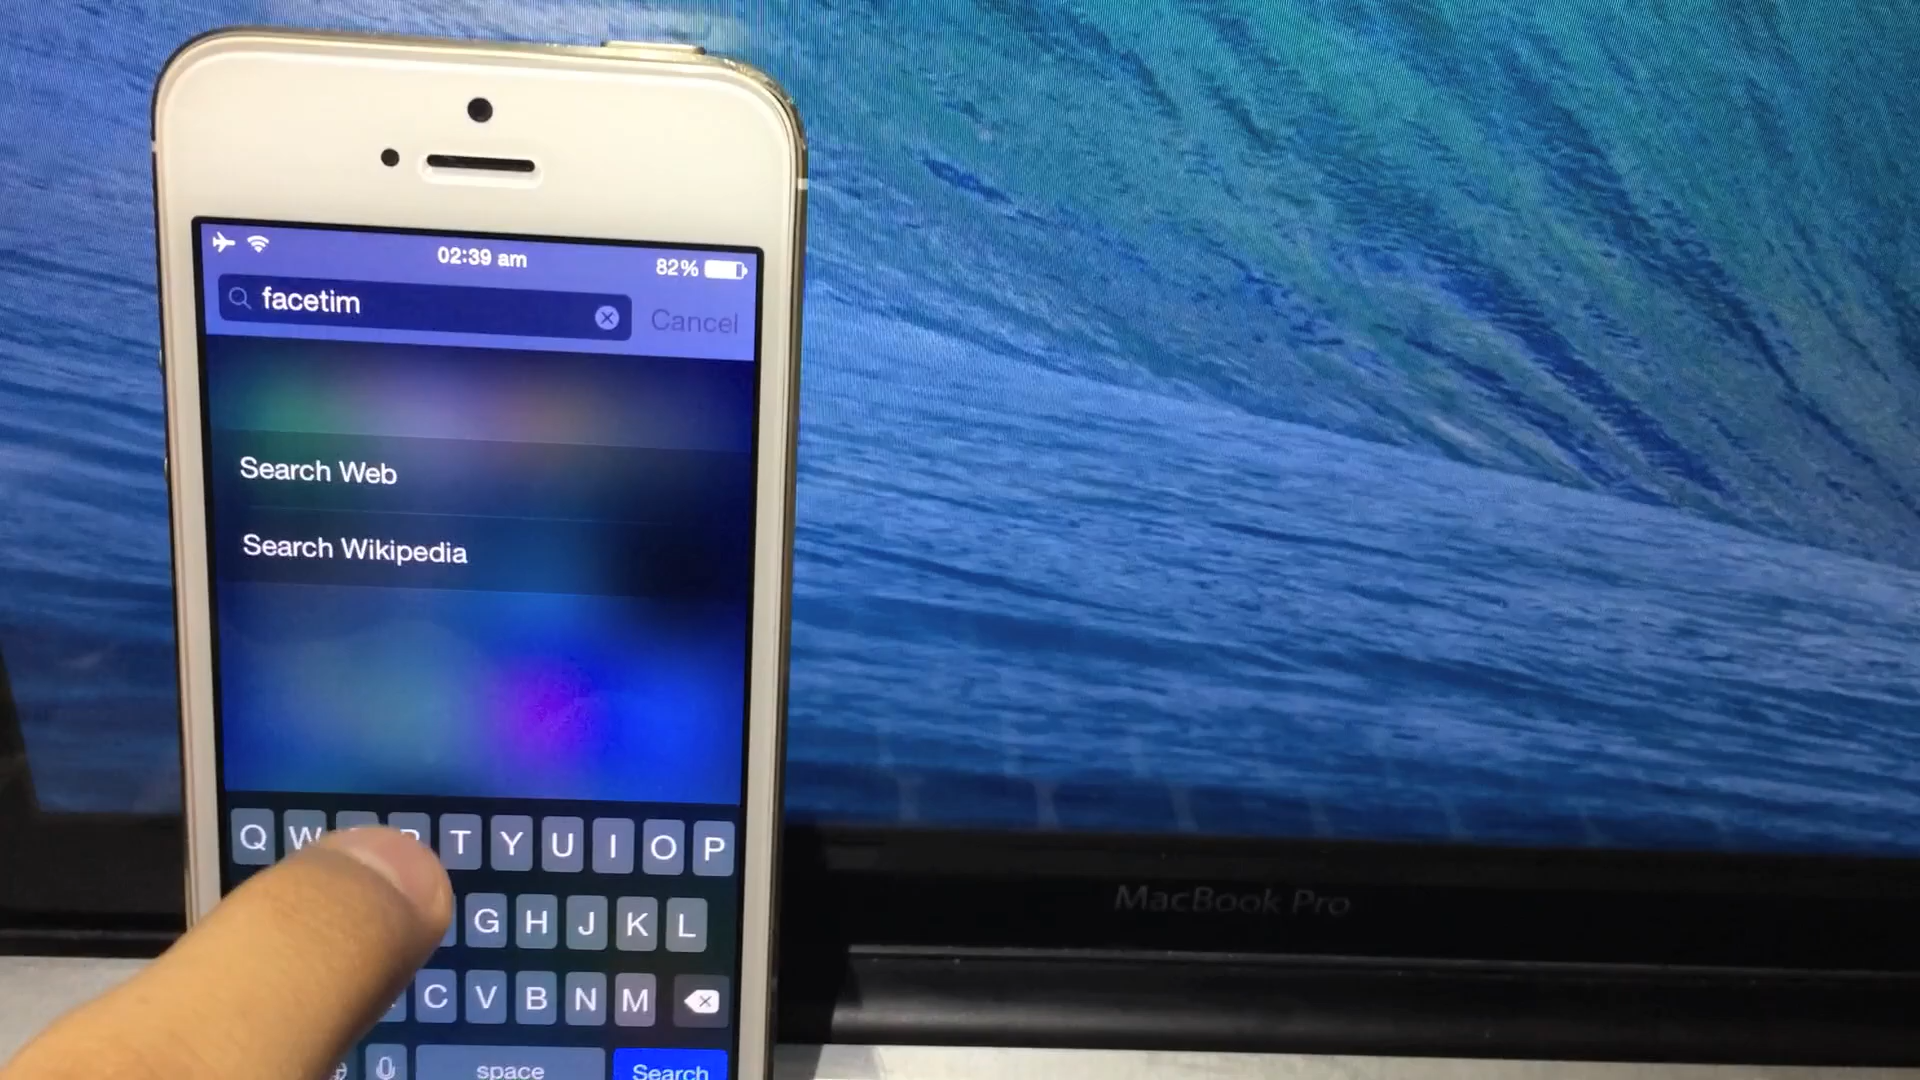 02:39 am
82%
facetim
Cancel
Search Web
Search Wikipedia
Q W R T Y U I O P
G H J K L
C V B N M
space
Search
MacBook Pro